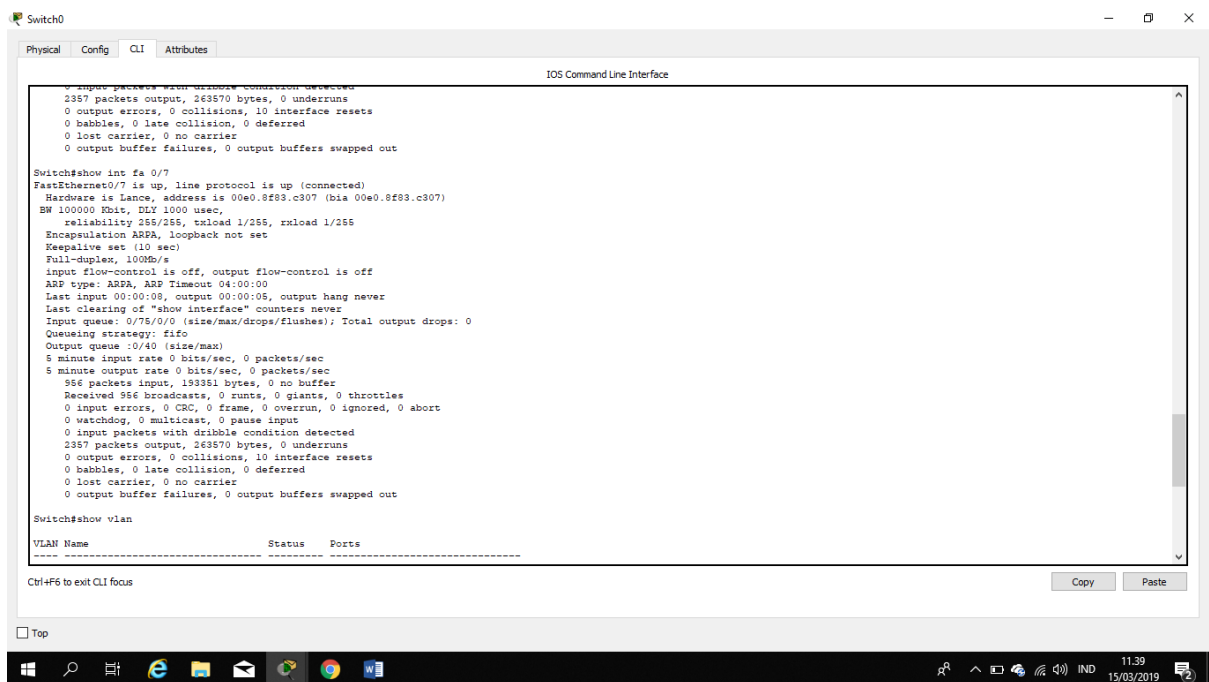 Switch0
Physical Config CLI Attributes
IOS Command Line Interface
0 input packets with dribble condition detected
2357 packets output, 263570 bytes, 0 underruns
0 output errors, 0 collisions, 10 interface resets
0 babbles, 0 late collision, 0 deferred
0 lost carrier, 0 no carrier
0 output buffer failures, 0 output buffers swapped out
Switch#show int fa 0/7
FastEthernet0/7 is up, line protocol is up (connected)
Hardware is Lance, address is 00e0.8f83.c307 (bia 00e0.8f83.c307)
BW 100000 Kbit, DLY 1000 usec,
reliability 255/255, txload 1/255, rxload 1/255
Encapsulation ARPA, loopback not set
Keepalive set (10 sec)
Full-duplex, 100Mb/s
input flow-control is off, output flow-control is off
ARP type: ARPA, ARP Timeout 04:00:00
Last input 00:00:08, output 00:00:05, output hang never
Last clearing of "show interface" counters never
Input queue: 0/75/0/0 (size/max/drops/flushes); Total output drops: 0
Queueing strategy: fifo
Output queue :0/40 (size/max)
5 minute input rate 0 bits/sec, 0 packets/sec
5 minute output rate 0 bits/sec, 0 packets/sec
956 packets input, 193351 bytes, 0 no buffer
Received 956 broadcasts, 0 runts, 0 giants, 0 throttles
0 input errors, 0 CRC, 0 frame, 0 overrun, 0 ignored, 0 abort
0 watchdog, 0 multicast, 0 pause input
0 input packets with dribble condition detected
2357 packets output, 263570 bytes, 0 underruns
0 output errors, 0 collisions, 10 interface resets
0 babbles, 0 late collision, 0 deferred
0 lost carrier, 0 no carrier
0 output buffer failures, 0 output buffers swapped out
Switch#show vlan
VLAN Name Status Ports
---- -------------------------------- --------- -------------------------------
Ctrl+F6 to exit CLI focus
Copy Paste
Top
IND 11.39
15/03/2019 2